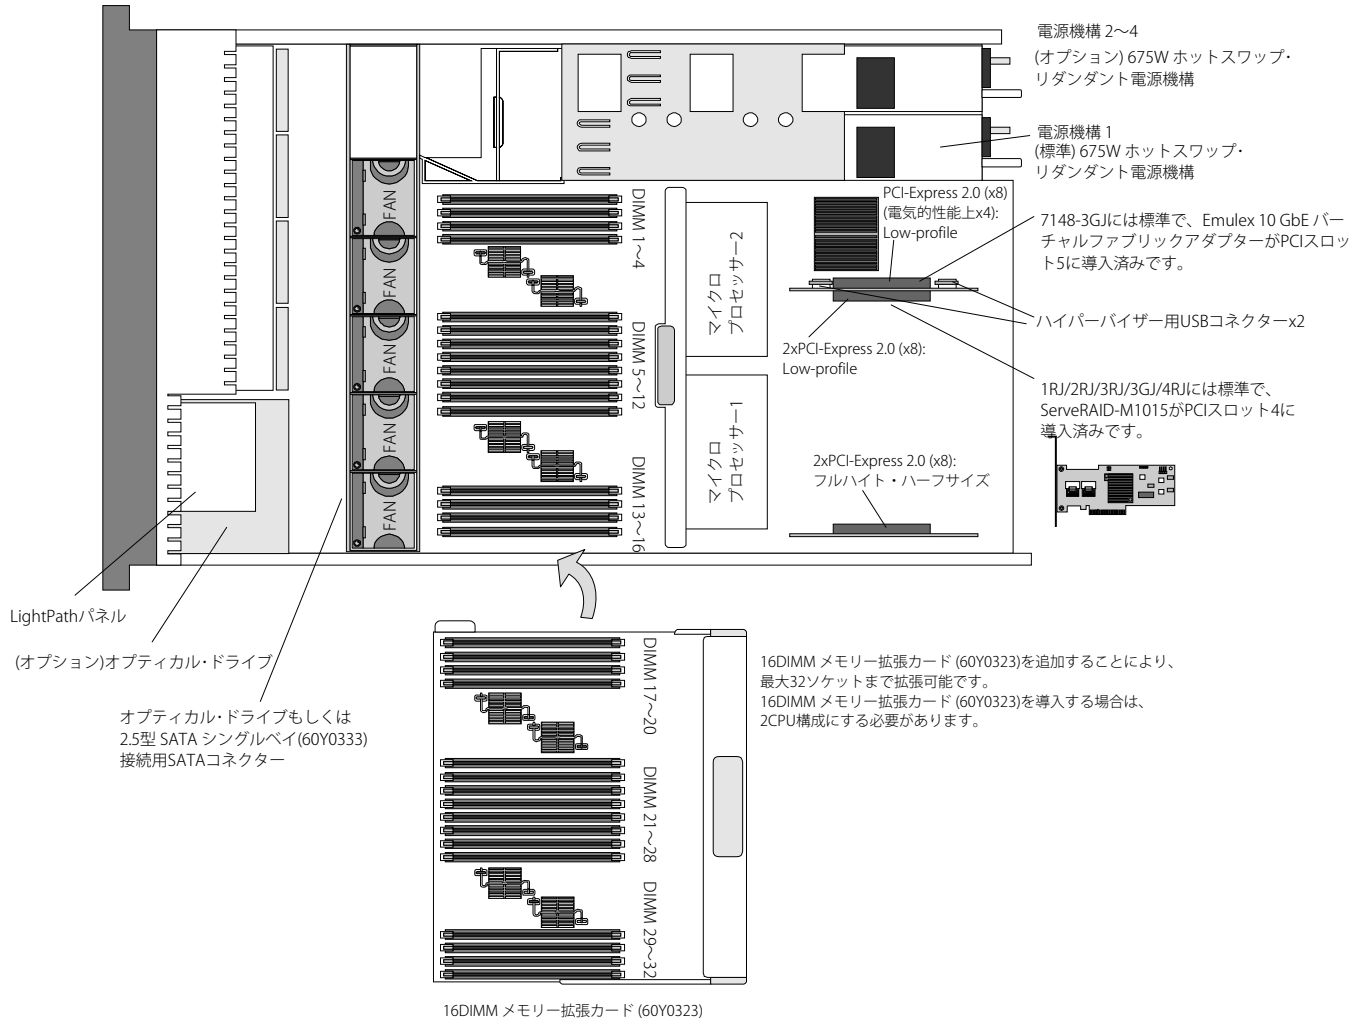 電源機構 2～4
(オプション) 675W ホットスワップ・
リダンダント電源機構
電源機構 1
(標準) 675W ホットスワップ・
リダンダント電源機構
PCI-Express 2.0 (x8)
(電気的性能上x4):
Low-profile
7148-3GJには標準で、Emulex 10 GbE バー
チャルファブリックアダプターがPCIスロッ
ト5に導入済みです。
ハイパーバイザー用USBコネクターx2
2xPCI-Express 2.0 (x8):
Low-profile
1RJ/2RJ/3RJ/3GJ/4RJには標準で、
ServeRAID-M1015がPCIスロット4に
導入済みです。
2xPCI-Express 2.0 (x8):
フルハイト・ハーフサイズ
FAN
FAN
FAN
FAN
FAN
DIMM 1～4
DIMM 5～12
DIMM 13～16
マイクロ
プロセッサー2
マイクロ
プロセッサー1
LightPathパネル
(オプション)オプティカル・ドライブ
オプティカル・ドライブもしくは
2.5型 SATA シングルベイ(60Y0333)
接続用SATAコネクター
DIMM 17～20
DIMM 21～28
DIMM 29～32
16DIMM メモリー拡張カード (60Y0323)を追加することにより、
最大32ソケットまで拡張可能です。
16DIMM メモリー拡張カード (60Y0323)を導入する場合は、
2CPU構成にする必要があります。
16DIMM メモリー拡張カード (60Y0323)